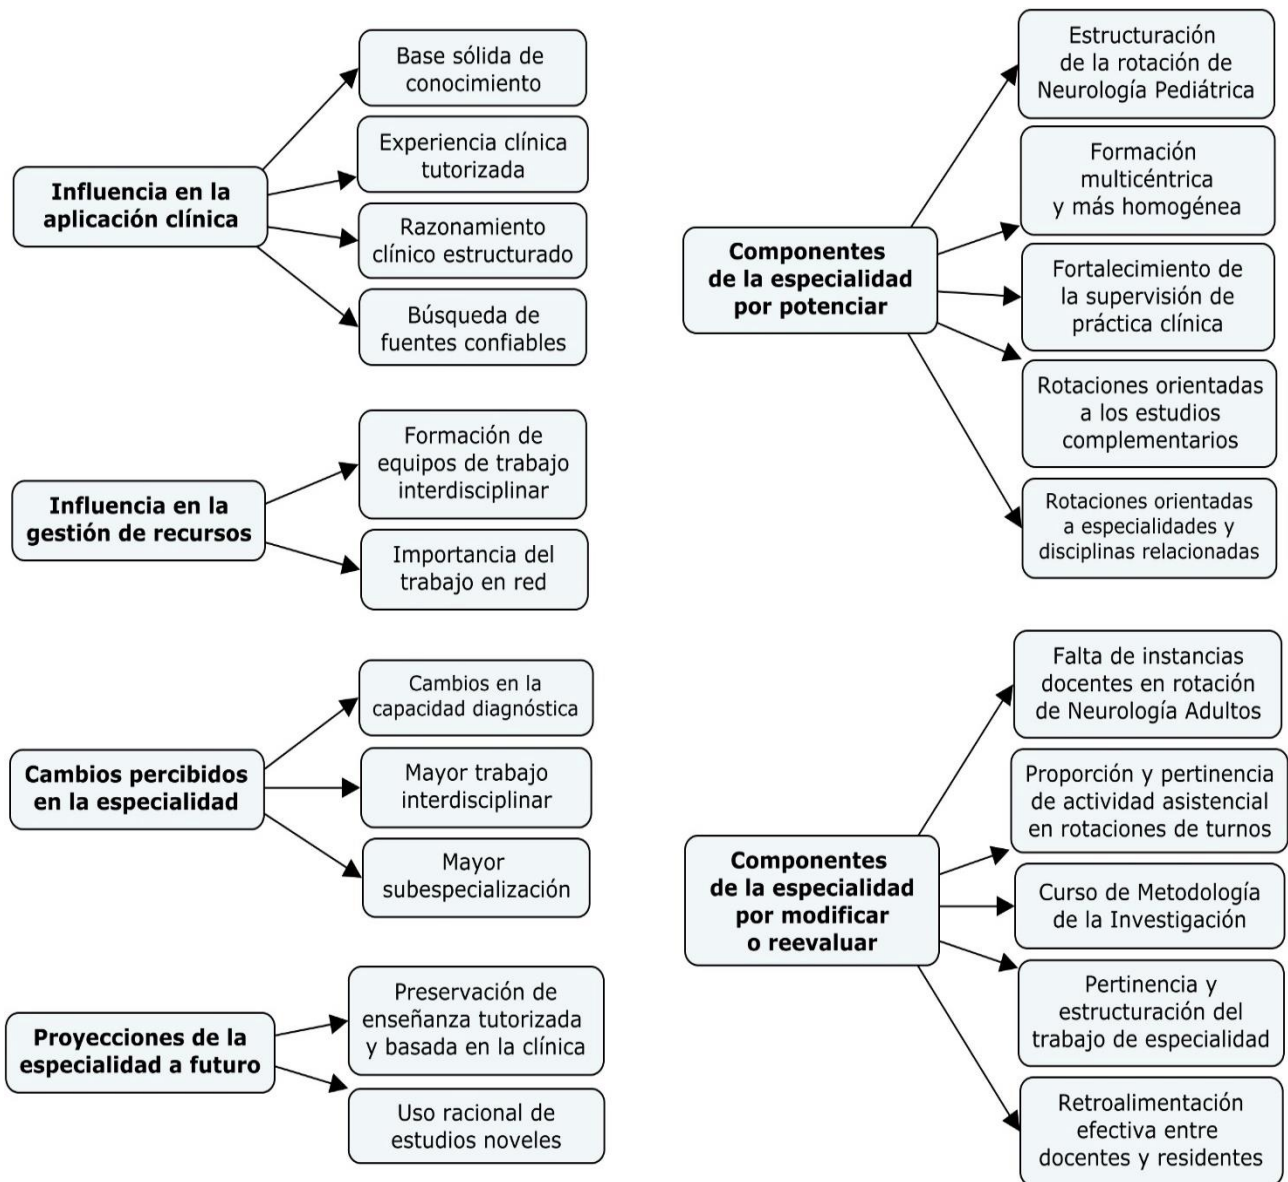 Influencia en la
aplicación clínica
Base sólida de
conocimiento
Experiencia clínica
tutorizada
Razonamiento
clínico estructurado
Búsqueda de
fuentes confiables
Influencia en la
gestión de recursos
Formación de
equipos de trabajo
interdisciplinar
Importancia del
trabajo en red
Cambios percibidos
en la especialidad
Cambios en la
capacidad diagnóstica
Mayor trabajo
interdisciplinar
Mayor
subespecialización
Proyecciones de la
especialidad a futuro
Preservación de
enseñanza tutorizada
y basada en la clínica
Uso racional de
estudios noveles
Componentes
de la especialidad
por potenciar
Estructuración
de la rotación de
Neurología Pediátrica
Formación
multicéntrica
y más homogénea
Fortalecimiento de
la supervisión de
práctica clínica
Rotaciones orientadas
a los estudios
complementarios
Rotaciones orientadas
a especialidades y
disciplinas relacionadas
Componentes
de la especialidad
por modificar
o reevaluar
Falta de instancias
docentes en rotación
de Neurología Adultos
Proporción y pertinencia
de actividad asistencial
en rotaciones de turnos
Curso de Metodología
de la Investigación
Pertinencia y
estructuración del
trabajo de especialidad
Retroalimentación
efectiva entre
docentes y residentes